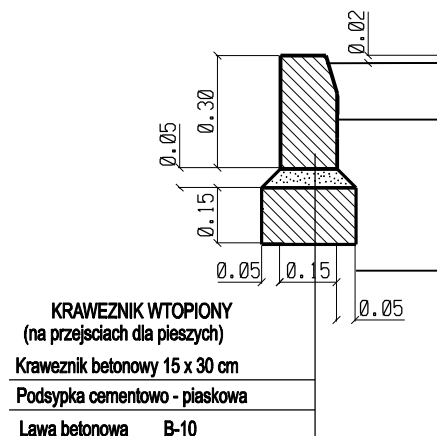 0.02
0.30
0.05
0.15
0.05
0.15
0.05
KRAWEZNIK WTOPIONY
(na przejsciach dla pieszych)
Kraweznik betonowy 15 x 30 cm
Podsypka cementowo - piaskowa
Lawa betonowa B-10